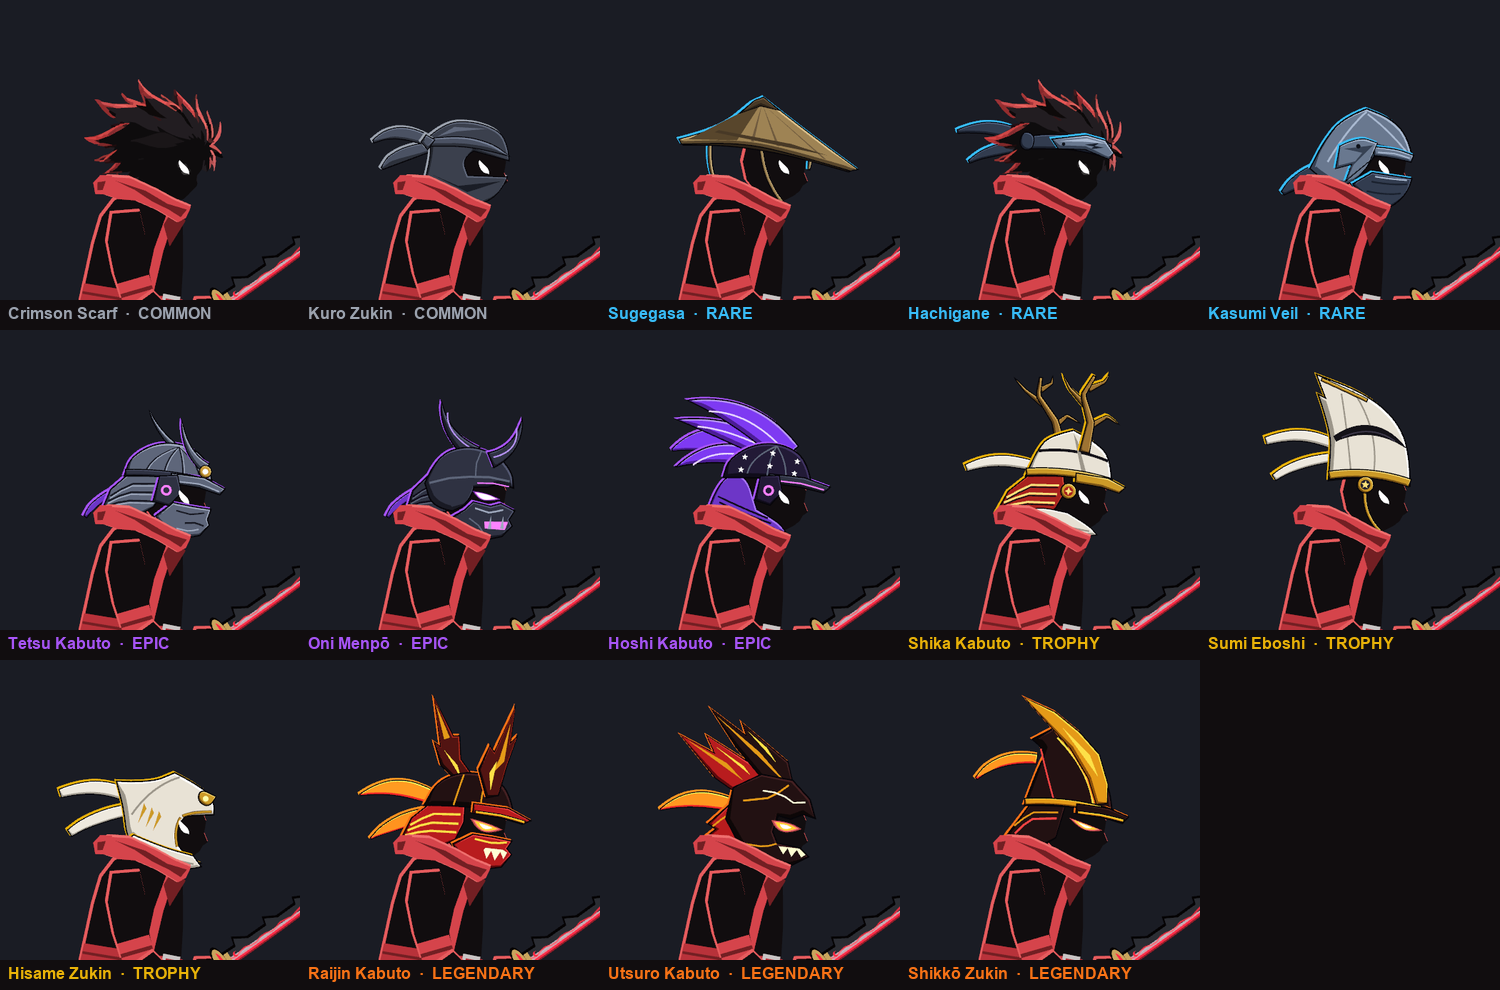 Crimson Scarf · COMMON
Kuro Zukin · COMMON
Sugegasa · RARE
Hachigane · RARE
Kasumi Veil · RARE
Tetsu Kabuto · EPIC
Oni Menpō · EPIC
Hoshi Kabuto · EPIC
Shika Kabuto · TROPHY
Sumi Eboshi · TROPHY
Hisame Zukin · TROPHY
Raijin Kabuto · LEGENDARY
Utsuro Kabuto · LEGENDARY
Shikkō Zukin · LEGENDARY